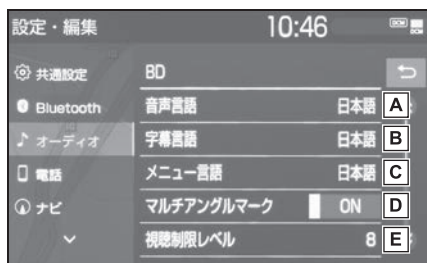 設定・編集
10:46
DCM
共通設定
Bluetooth
オーディオ
電話
ナビ
BD
音声言語 日本語 A
字幕言語 日本語 B
メニュー言語 日本語 C
マルチアングルマーク ON D
視聴制限レベル 8 E